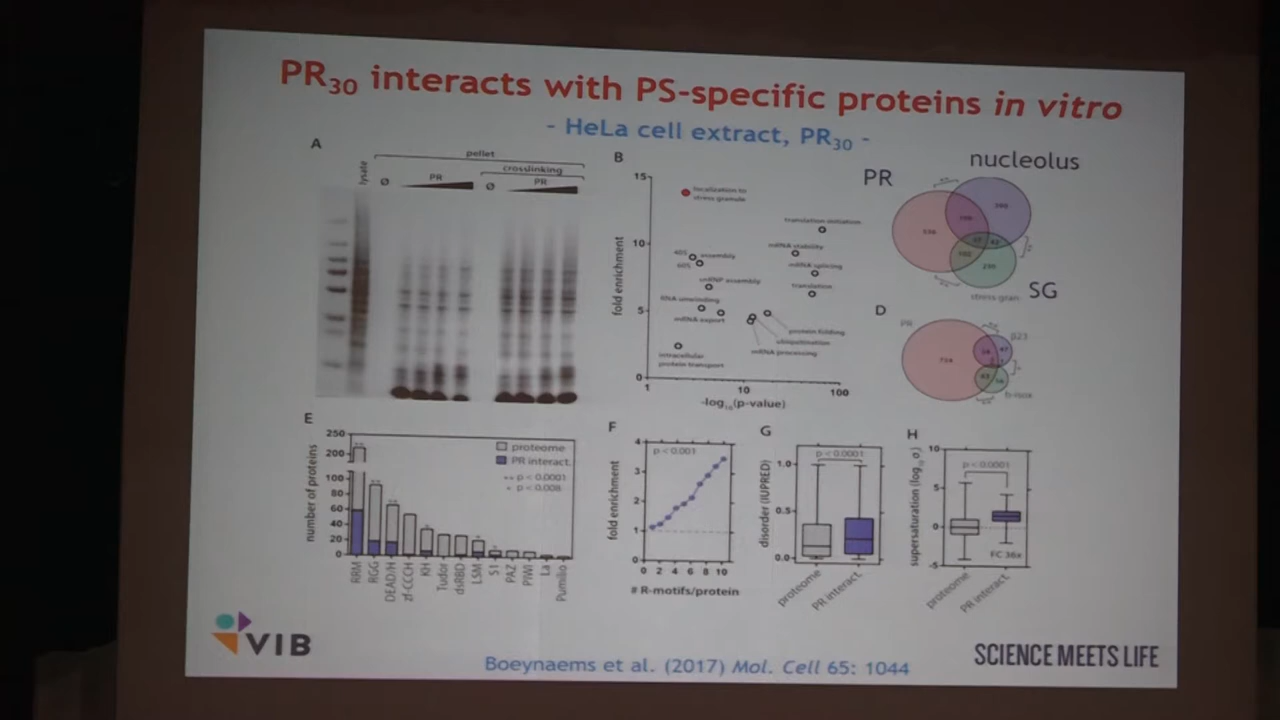 PR30 interacts with PS-specific proteins in vitro
- HeLa cell extract, PR30 -
A
lysate
pellet
crosslinking
Ø PR Ø PR
B
fold enrichment
15
10
5
0
1 10 100
-log10(p-value)
localization to
stress granule
translation initiation
mRNA stability
40S assembly
60S
mRNA splicing
snRNP assembly
translation
RNA unwinding
mRNA export
protein folding
ubiquitination
mRNA processing
intracellular
protein transport
PR
nucleolus
SG
stress gran
D
PR
714
B23
b-isox
E
number of proteins
250
200
100
80
60
40
20
0
proteome
PR interact.
** p < 0.0001
* p < 0.008
RRM
RGG
DEAD/H
zf-CCCH
KH
Tudor
dsRBD
LSM
S1
PAZ
PIWI
La
Pumilio
F
fold enrichment
4
3
2
1
0
p < 0.001
0 2 4 6 8 10
# R-motifs/protein
G
disorder (IUPRED)
1.0
0.5
0.0
p < 0.0001
proteome
PR interact.
H
supersaturation (log10 σ)
10
5
0
-5
p < 0.0001
FC 36x
proteome
PR interact.
VIB
Boeynaems et al. (2017) Mol. Cell 65: 1044
SCIENCE MEETS LIFE